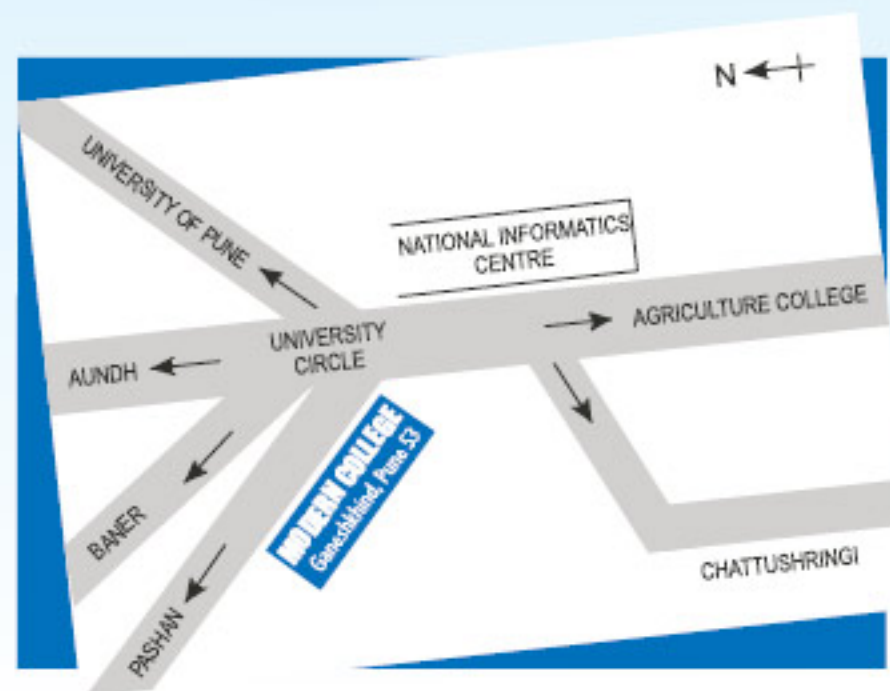 N
UNIVERSITY OF PUNE
NATIONAL INFORMATICS
CENTRE
AGRICULTURE COLLEGE
UNIVERSITY
CIRCLE
AUNDH
MODERN COLLEGE
Ganeshkhind, Pune 53
BANER
PASHAN
CHATTUSHRINGI